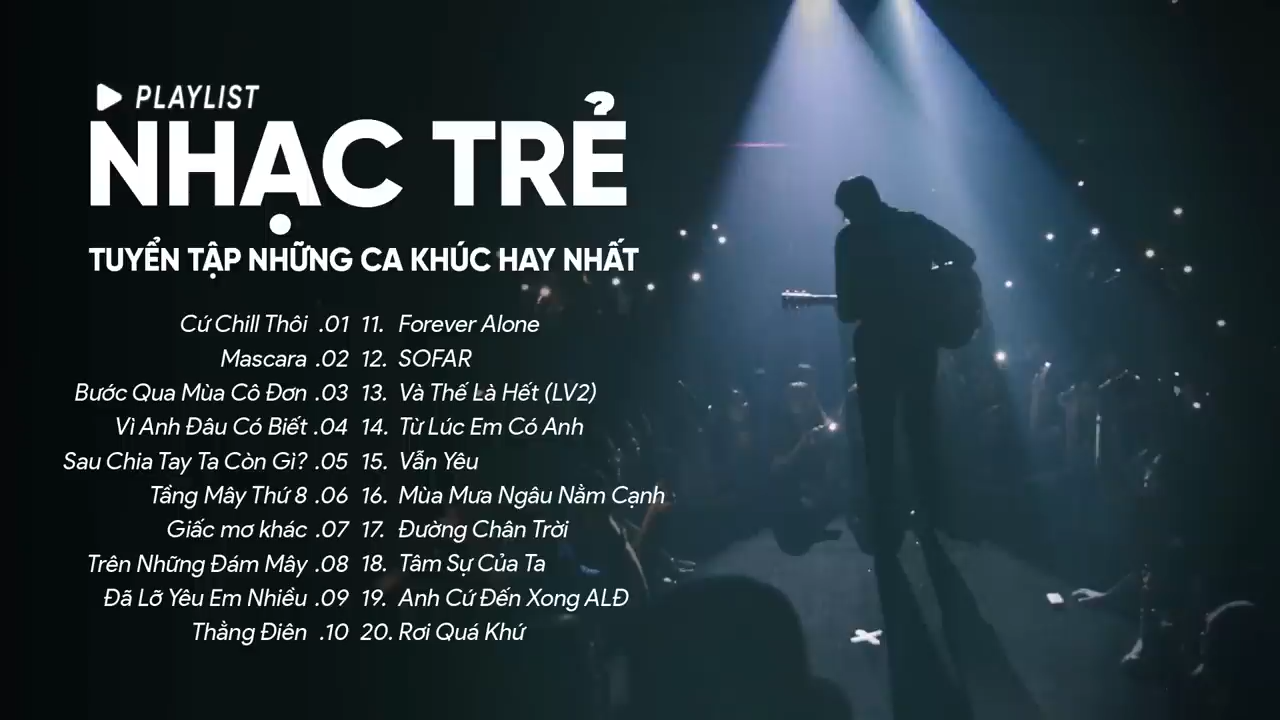 PLAYLIST
NHẠC TRẺ
TUYỂN TẬP NHỮNG CA KHÚC HAY NHẤT
Cứ Chill Thôi .01
Mascara .02
Bước Qua Mùa Cô Đơn .03
Vì Anh Đâu Có Biết .04
Sau Chia Tay Ta Còn Gì? .05
Tầng Mây Thứ 8 .06
Giấc mơ khác .07
Trên Những Đám Mây .08
Đã Lỡ Yêu Em Nhiều .09
Thằng Điên .10
11. Forever Alone
12. SOFAR
13. Và Thế Là Hết (LV2)
14. Từ Lúc Em Có Anh
15. Vẫn Yêu
16. Mùa Mưa Ngâu Nằm Cạnh
17. Đường Chân Trời
18. Tâm Sự Của Ta
19. Anh Cứ Đến Xong ALĐ
20. Rơi Quá Khứ